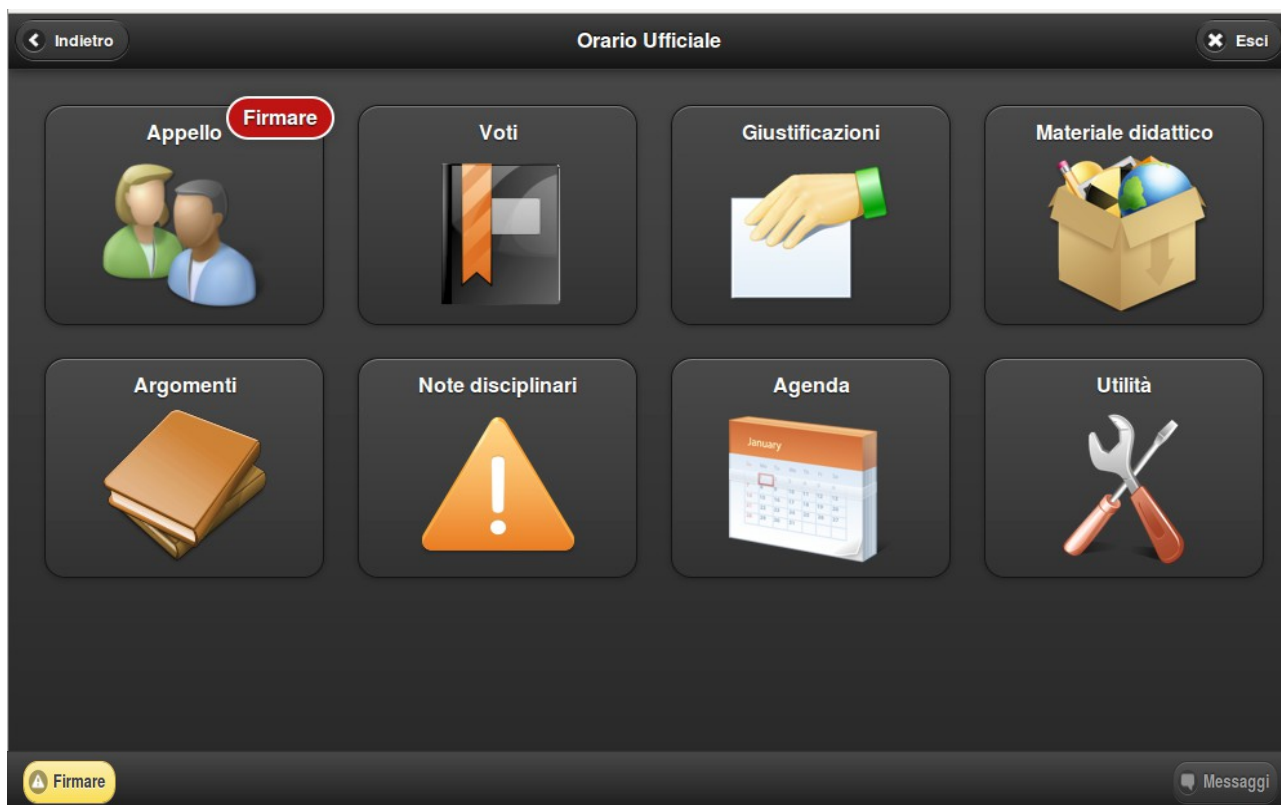 Indietro
Orario Ufficiale
Esci
Appello
Firmare
Voti
Giustificazioni
Materiale didattico
Argomenti
Note disciplinari
Agenda
Utilità
January
Firmare
Messaggi